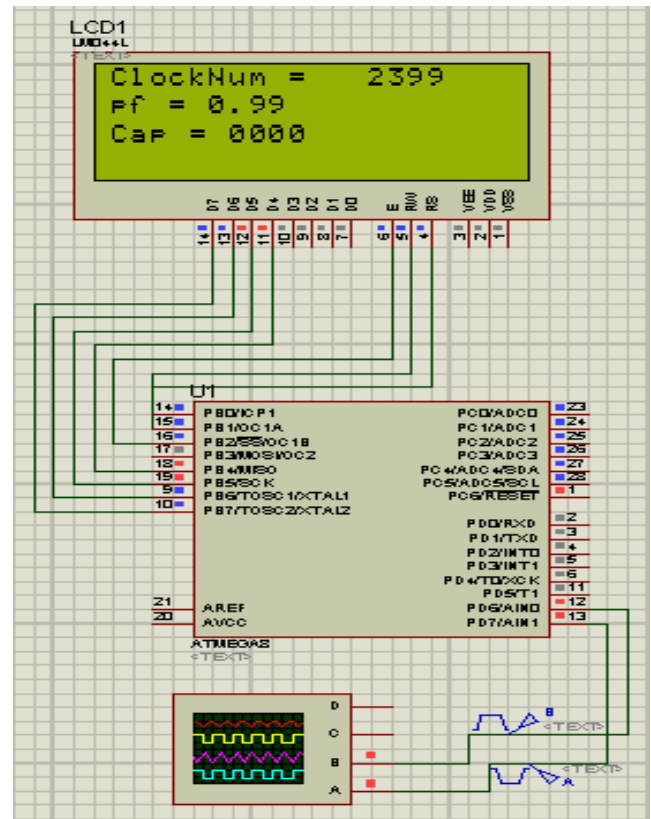 LCD1
LM044L
<TEXT>
ClockNum = 2399
pf = 0.99
Cap = 0000
D7 D6 D5 D4 D3 D2 D1 D0 E RW RS VEE VDD VSS
14 13 12 11 10 9 8 7 6 5 4 3 2 1
U1
14 PB0/ICP1 PC0/ADC0 23
15 PB1/OC1A PC1/ADC1 24
16 PB2/SS/OC1B PC2/ADC2 25
17 PB3/MOSI/OC2 PC3/ADC3 26
18 PB4/MISO PC4/ADC4/SDA 27
19 PB5/SCK PC5/ADC5/SCL 28
9 PB6/TOSC1/XTAL1 PC6/RESET 1
10 PB7/TOSC2/XTAL2
PD0/RXD 2
PD1/TXD 3
PD2/INT0 4
PD3/INT1 5
PD4/T0/XCK 6
PD5/T1 11
21 AREF PD6/AIN0 12
20 AVCC PD7/AIN1 13
ATMEGA8
<TEXT>
D
C
B
A
B
<TEXT>
<TEXT>
A